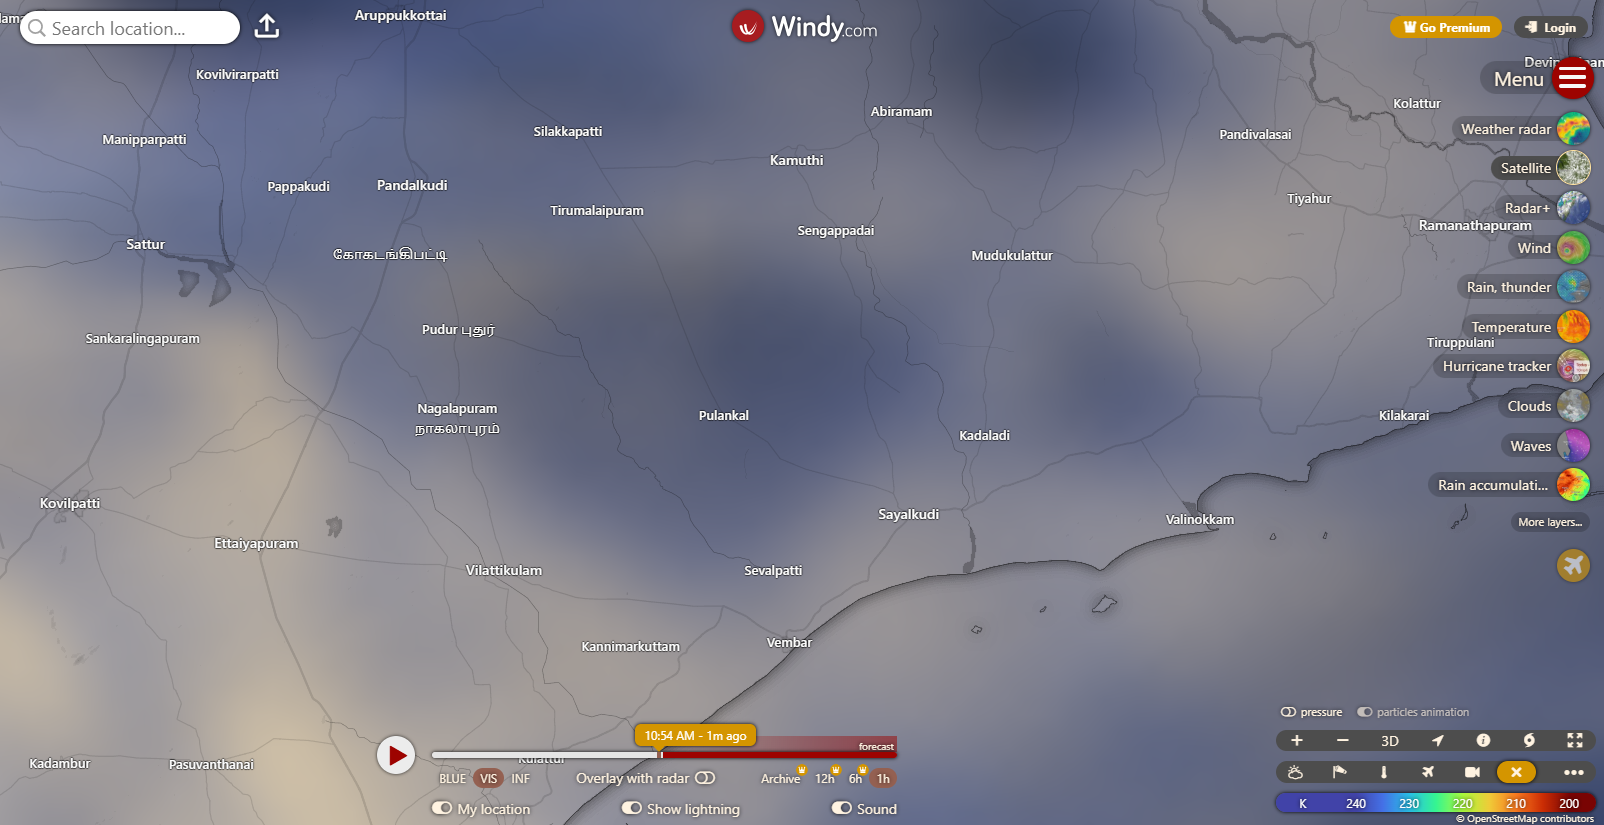 Aruppukkottai
Search location...
Windy.com
Go Premium
Login
Menu
Kovilvirarpatti
Kolattur
Abiramam
Weather radar
Silakkapatti
Pandivalasai
Manipparpatti
Kamuthi
Satellite
Pappakudi
Pandalkudi
Tiyahur
Radar+
Tirumalaipuram
Ramanathapuram
Sengappadai
Sattur
Wind
கோகடங்கிபட்டி
Mudukulattur
Rain, thunder
Temperature
Pudur புதுர்
Sankaralingapuram
Tiruppulani
Hurricane tracker
Clouds
Nagalapuram
நாகலாபுரம்
Pulankal
Kilakarai
Kadaladi
Waves
Rain accumulati...
Kovilpatti
Sayalkudi
Valinokkam
More layers...
Ettaiyapuram
Vilattikulam
Sevalpatti
Kannimarkuttam
Vembar
pressure
particles animation
10:54 AM - 1m ago
forecast
+ − 3D
Kadambur
Pasuvanthanai
Kulattur
BLUE VIS INF
Overlay with radar
Archive 12h 6h 1h
My location
Show lightning
Sound
K 240 230 220 210 200
© OpenStreetMap contributors